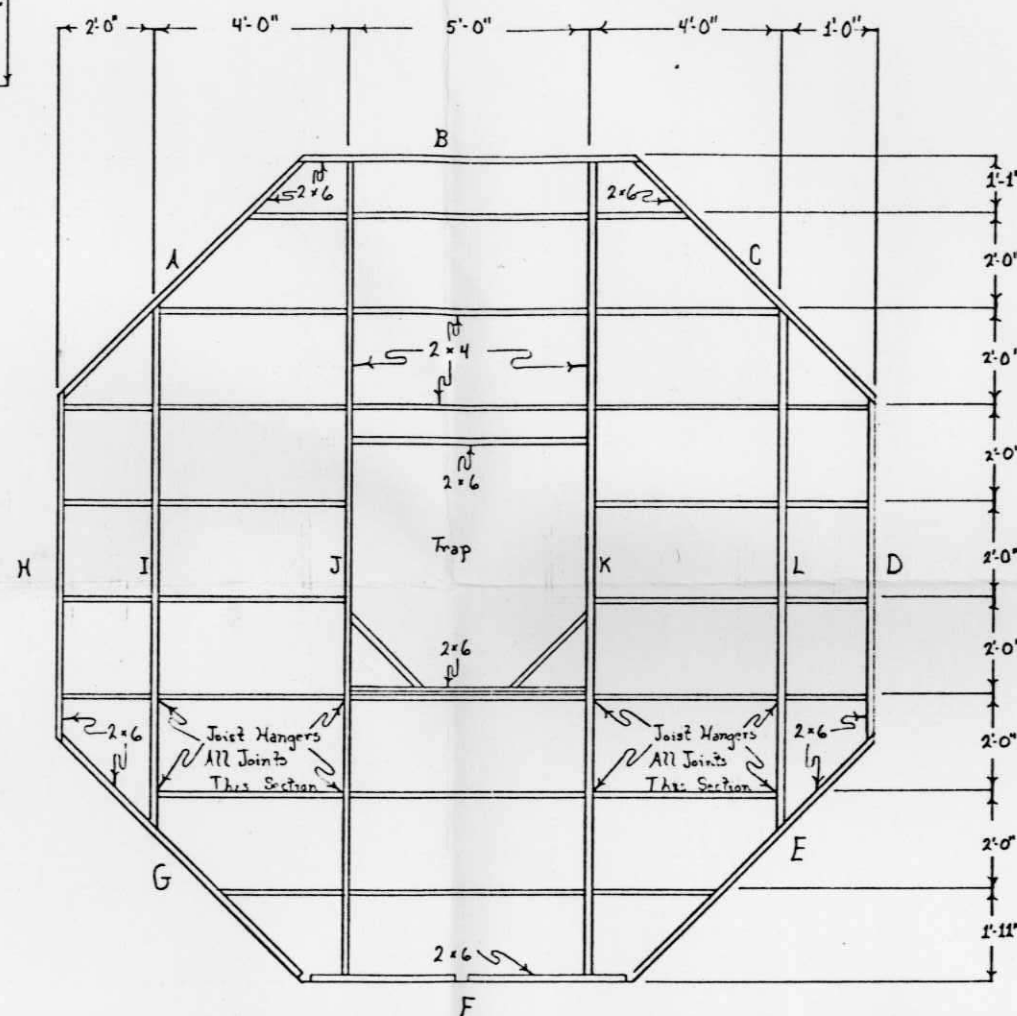 2'-0" 4'-0" 5'-0" 4'-0" 1'-0"
B
1'-1"
2×6 2×6
A C
2'-0"
2×4
2'-0"
2×6
2'-0"
Trap
H I J K L D
2'-0"
2×6
2'-0"
2×6
Joist Hangers
All Joints
This Section
Joist Hangers
All Joints
This Section
2×6
2'-0"
G E
2'-0"
2×6
1'-11"
F